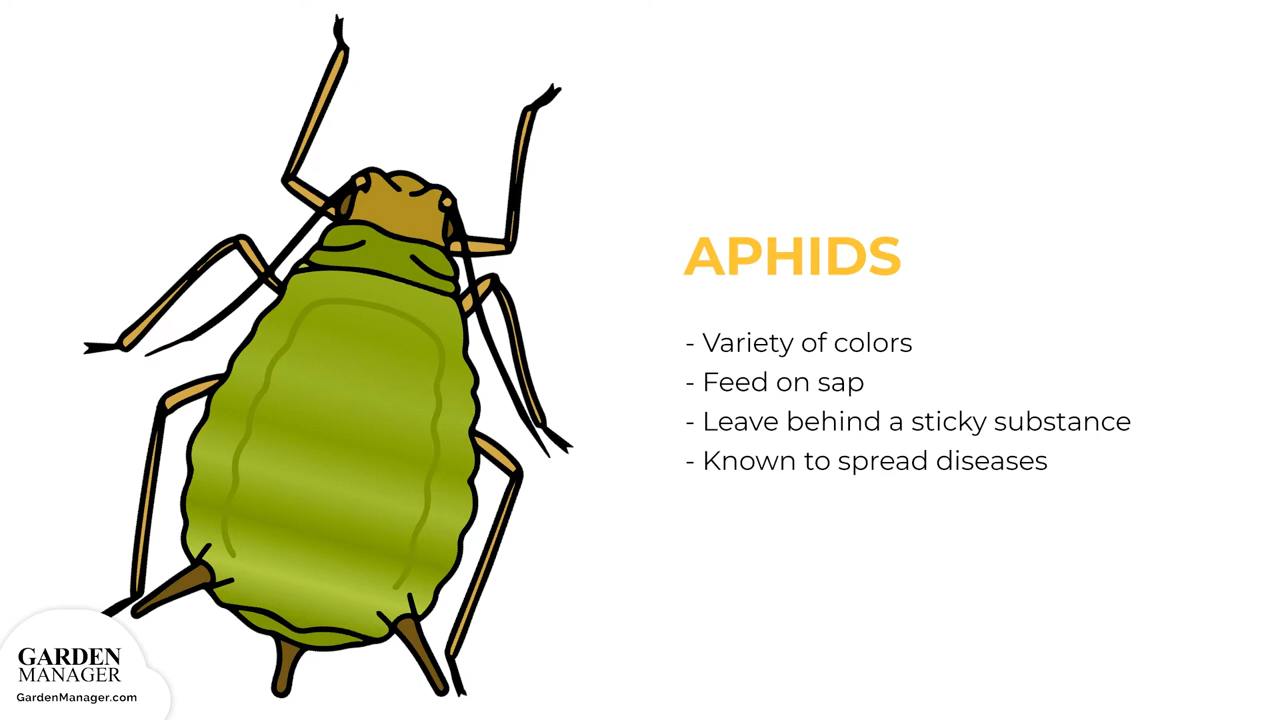 APHIDS
- Variety of colors
- Feed on sap
- Leave behind a sticky substance
- Known to spread diseases
GARDEN
MANAGER
GardenManager.com